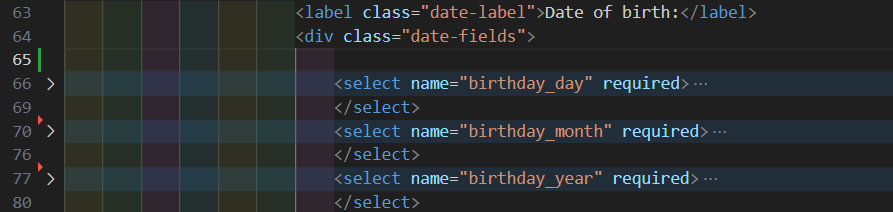 63 <label class="date-label">Date of birth:</label>
64 <div class="date-fields">
65
66 <select name="birthday_day" required>⋯
69 </select>
70 <select name="birthday_month" required>⋯
76 </select>
77 <select name="birthday_year" required>⋯
80 </select>